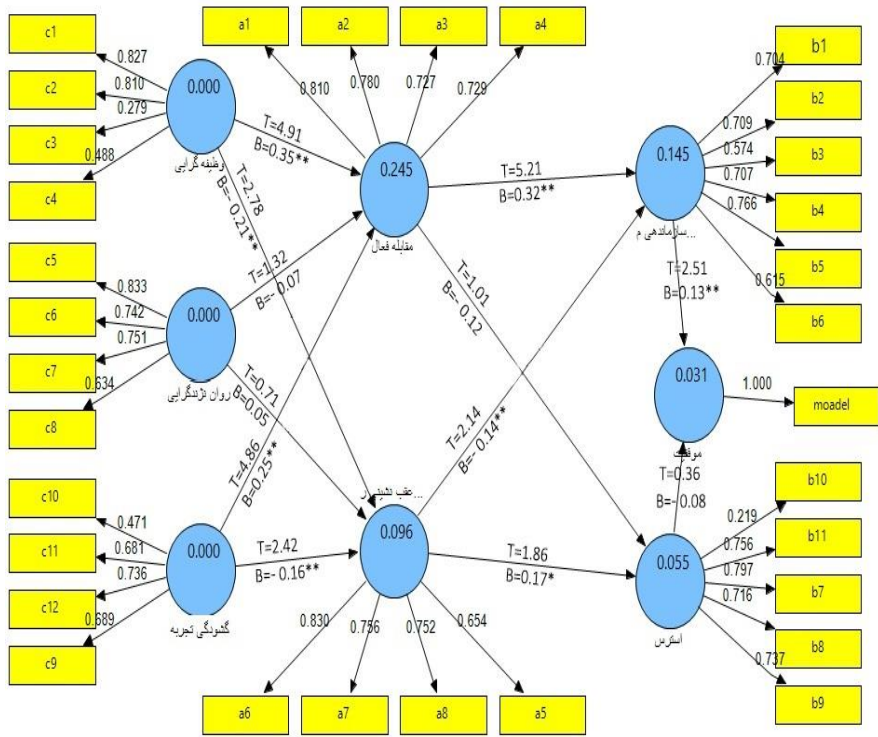 c1
c2
c3
c4
0.827
0.810
0.279
0.488
0.000
وظیفه گرایی
c5
c6
c7
c8
0.833
0.742
0.751
0.634
0.000
روان نژندگرایی
c10
c11
c12
c9
0.471
0.681
0.736
0.689
0.000
گشودگی تجربه
a1
a2
a3
a4
0.810
0.780
0.727
0.729
0.245
مقابله فعال
T=4.91
B=0.35**
T=2.78
B=- 0.21**
T=1.32
B=- 0.07
T=0.71
B=0.05
T=4.86
B=0.25**
T=2.42
B=- 0.16**
عقب نشینی ر...
0.096
0.830
0.756
0.752
0.654
a6
a7
a8
a5
T=5.21
B=0.32**
T=1.01
B=- 0.12
T=2.14
B=- 0.14**
T=1.86
B=0.17*
0.145
سازماندهی م...
0.704
0.709
0.574
0.707
0.766
0.615
b1
b2
b3
b4
b5
b6
T=2.51
B=0.13**
0.031
موفقیت
1.000
moadel
T=0.36
B=- 0.08
0.055
استرس
0.219
0.756
0.797
0.716
0.737
b10
b11
b7
b8
b9